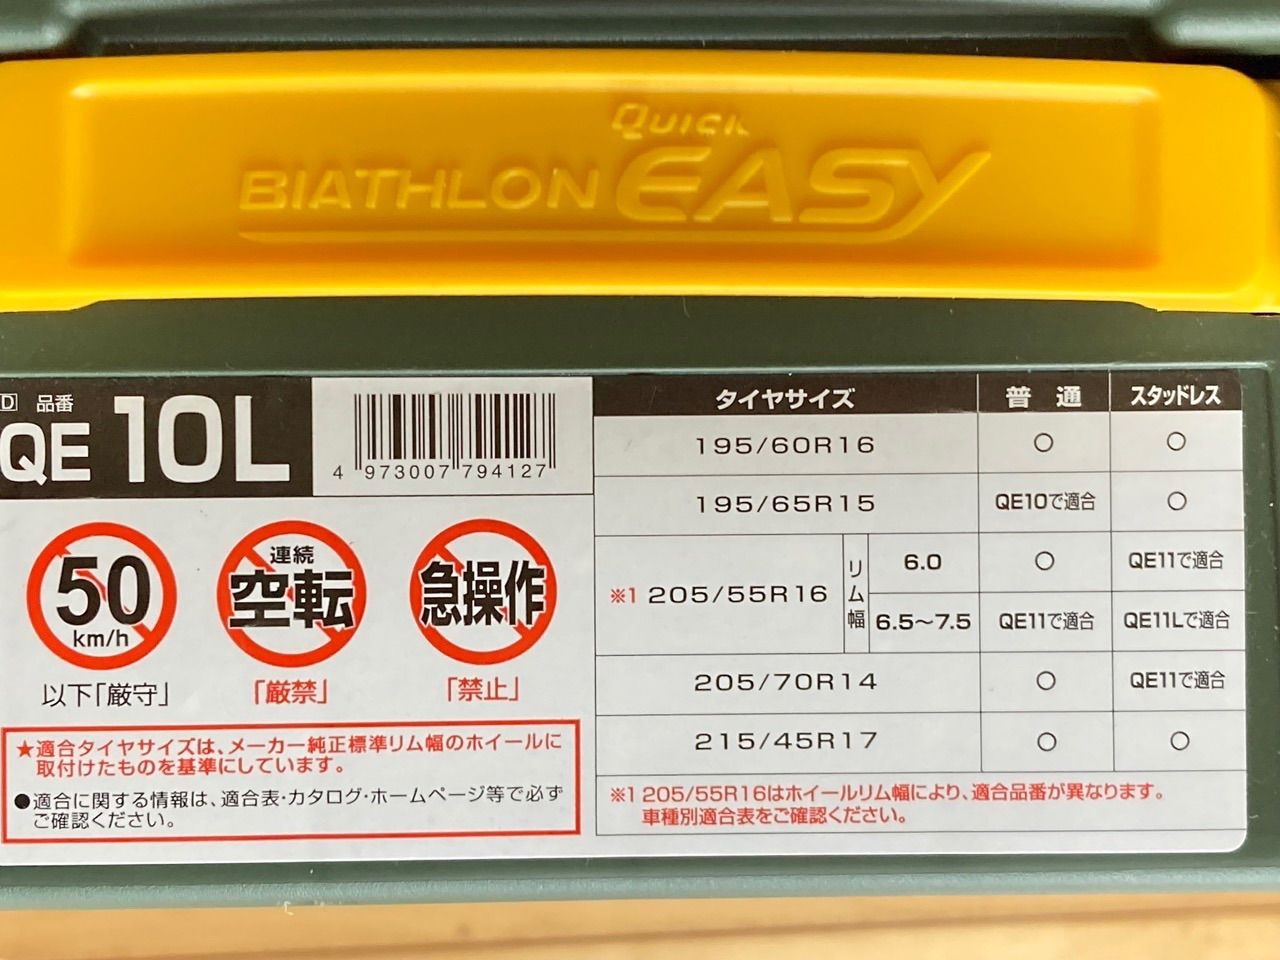 Quick
BIATHLON EASY
D 品番
QE 10L
4 973007 794127
50
km/h
以下「厳守」
連続
空転
「厳禁」
急操作
「禁止」
★適合タイヤサイズは、メーカー純正標準リム幅のホイールに
取付けたものを基準にしています。
●適合に関する情報は、適合表・カタログ・ホームページ等で必ず
ご確認ください。
タイヤサイズ 普通 スタッドレス
195/60R16 ○ ○
195/65R15 QE10で適合 ○
※1 205/55R16 リム幅 6.0 ○ QE11で適合
6.5〜7.5 QE11で適合 QE11Lで適合
205/70R14 ○ QE11で適合
215/45R17 ○ ○
※1 205/55R16はホイールリム幅により、適合品番が異なります。
車種別適合表をご確認ください。